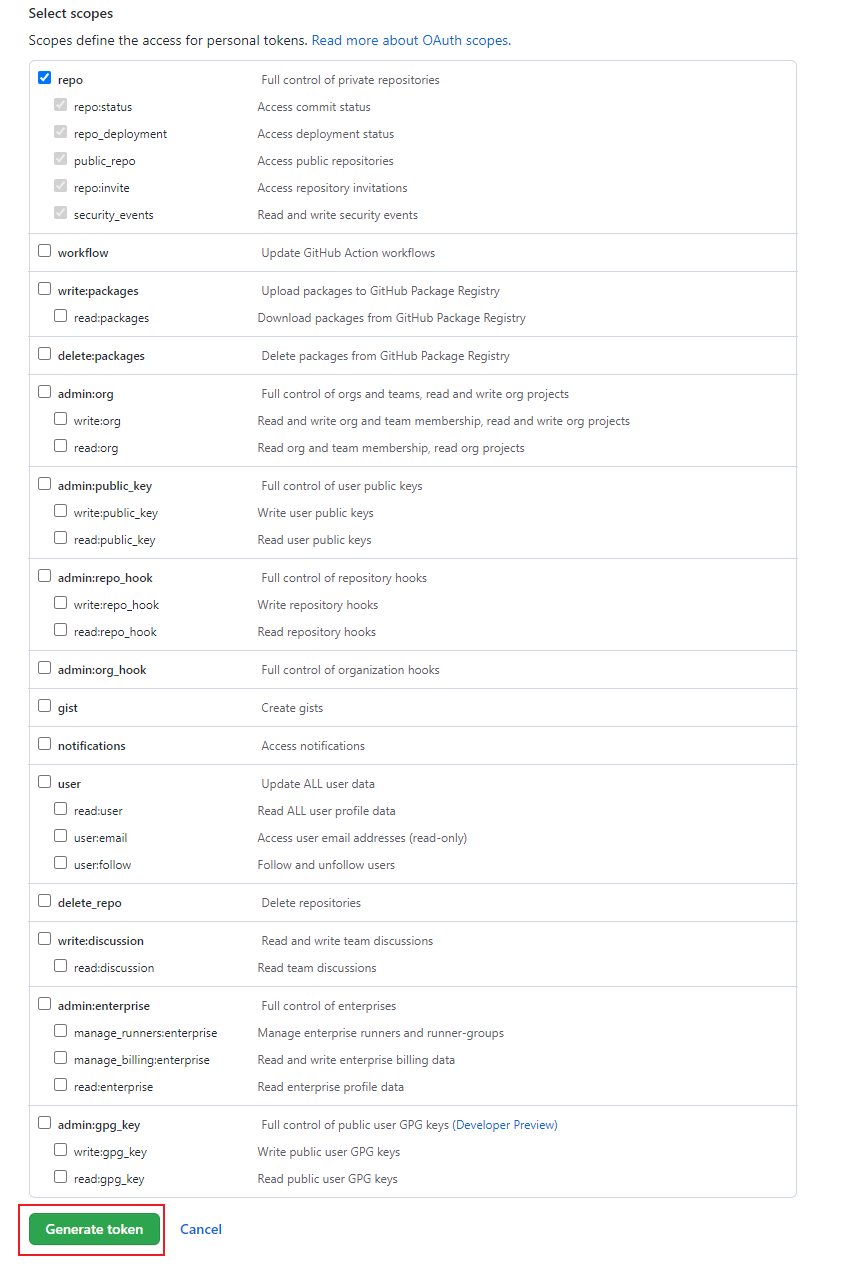 Select scopes
Scopes define the access for personal tokens. Read more about OAuth scopes.
repo Full control of private repositories
repo:status Access commit status
repo_deployment Access deployment status
public_repo Access public repositories
repo:invite Access repository invitations
security_events Read and write security events
workflow Update GitHub Action workflows
write:packages Upload packages to GitHub Package Registry
read:packages Download packages from GitHub Package Registry
delete:packages Delete packages from GitHub Package Registry
admin:org Full control of orgs and teams, read and write org projects
write:org Read and write org and team membership, read and write org projects
read:org Read org and team membership, read org projects
admin:public_key Full control of user public keys
write:public_key Write user public keys
read:public_key Read user public keys
admin:repo_hook Full control of repository hooks
write:repo_hook Write repository hooks
read:repo_hook Read repository hooks
admin:org_hook Full control of organization hooks
gist Create gists
notifications Access notifications
user Update ALL user data
read:user Read ALL user profile data
user:email Access user email addresses (read-only)
user:follow Follow and unfollow users
delete_repo Delete repositories
write:discussion Read and write team discussions
read:discussion Read team discussions
admin:enterprise Full control of enterprises
manage_runners:enterprise Manage enterprise runners and runner-groups
manage_billing:enterprise Read and write enterprise billing data
read:enterprise Read enterprise profile data
admin:gpg_key Full control of public user GPG keys (Developer Preview)
write:gpg_key Write public user GPG keys
read:gpg_key Read public user GPG keys
Generate token Cancel